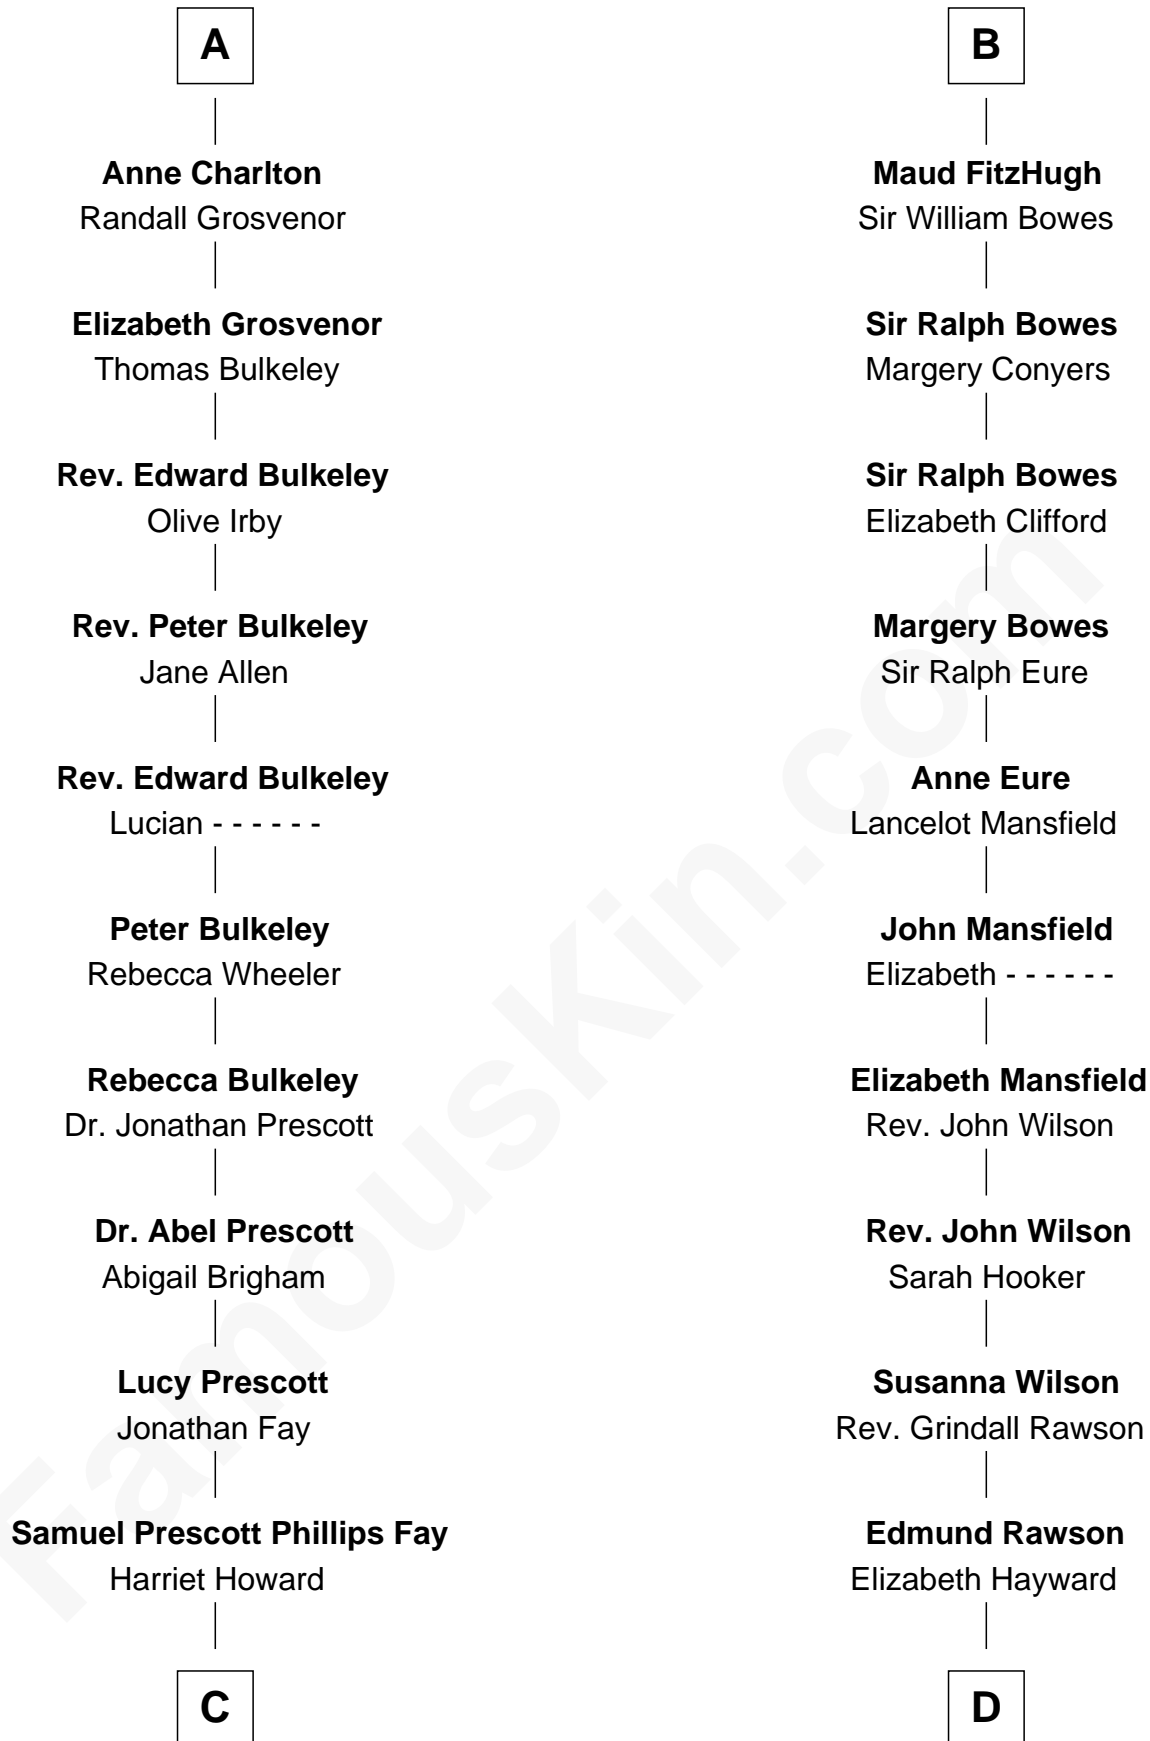 A
Anne Charlton
Randall Grosvenor
Elizabeth Grosvenor
Thomas Bulkeley
Rev. Edward Bulkeley
Olive Irby
Rev. Peter Bulkeley
Jane Allen
Rev. Edward Bulkeley
Lucian - - - - - -
Peter Bulkeley
Rebecca Wheeler
Rebecca Bulkeley
Dr. Jonathan Prescott
Dr. Abel Prescott
Abigail Brigham
Lucy Prescott
Jonathan Fay
Samuel Prescott Phillips Fay
Harriet Howard
C
B
Maud FitzHugh
Sir William Bowes
Sir Ralph Bowes
Margery Conyers
Sir Ralph Bowes
Elizabeth Clifford
Margery Bowes
Sir Ralph Eure
Anne Eure
Lancelot Mansfield
John Mansfield
Elizabeth - - - - - -
Elizabeth Mansfield
Rev. John Wilson
Rev. John Wilson
Sarah Hooker
Susanna Wilson
Rev. Grindall Rawson
Edmund Rawson
Elizabeth Hayward
D
FamousKin.com